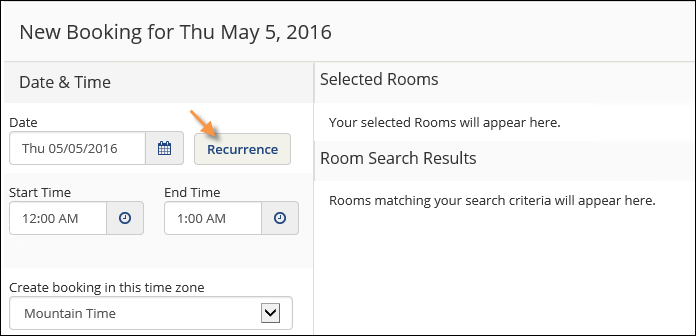 New Booking for Thu May 5, 2016
Date & Time
Date
Thu 05/05/2016
Recurrence
Start Time
End Time
12:00 AM
1:00 AM
Create booking in this time zone
Mountain Time
Selected Rooms
Your selected Rooms will appear here.
Room Search Results
Rooms matching your search criteria will appear here.